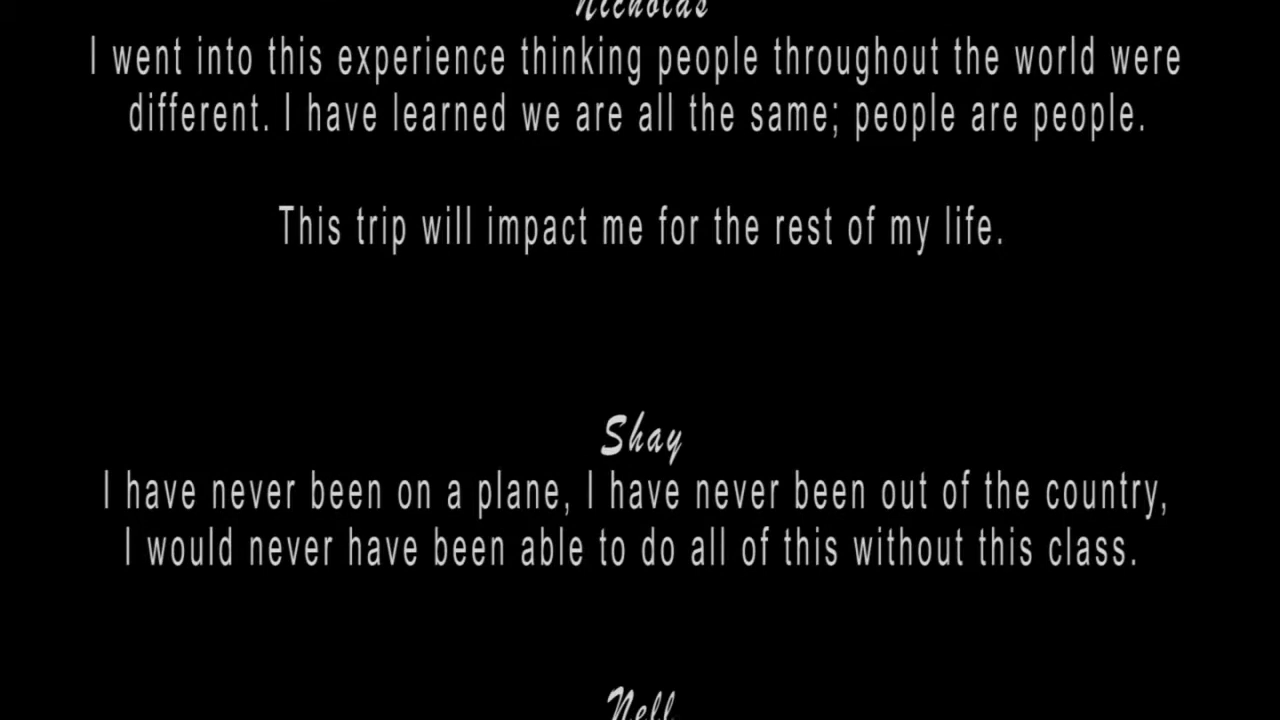 Nicholas
I went into this experience thinking people throughout the world were
different. I have learned we are all the same; people are people.
This trip will impact me for the rest of my life.
Shay
I have never been on a plane, I have never been out of the country,
I would never have been able to do all of this without this class.
Nell